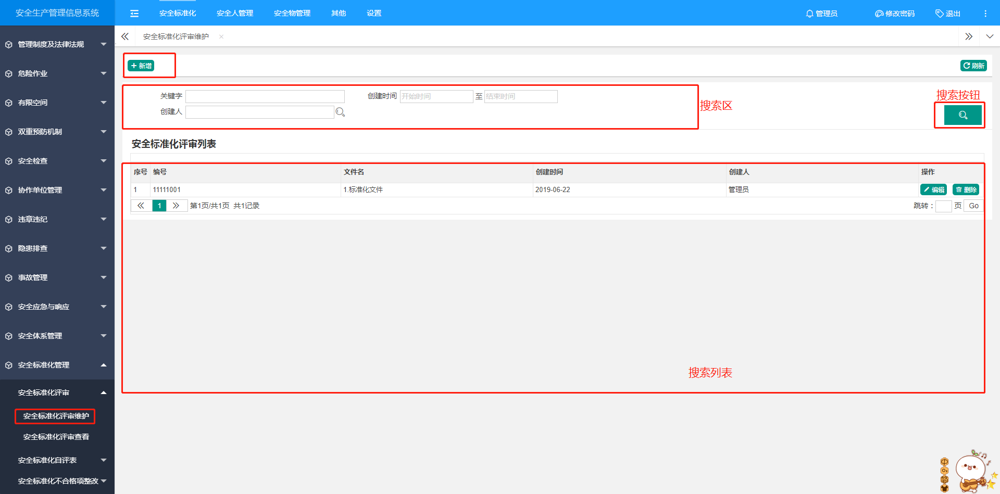 安全生产管理信息系统
安全标准化 安全人管理 安全物管理 其他 设置
管理员 修改密码 退出
安全标准化评审维护
管理制度及法律法规
危险作业
有限空间
双重预防机制
安全检查
协作单位管理
违章违纪
隐患排查
事故管理
安全应急与响应
安全体系管理
安全标准化管理
安全标准化评审
安全标准化评审维护
安全标准化评审查看
安全标准化自评表
安全标准化不合格项整改
新增
刷新
关键字 创建时间 开始时间 至 结束时间
创建人
搜索区
搜索按钮
安全标准化评审列表
序号 编号 文件名 创建时间 创建人 操作
1 11111001 1.标准化文件 2019-06-22 管理员 编辑 删除
1 第1页/共1页 共1记录 跳转： 页 Go
搜索列表
中
简